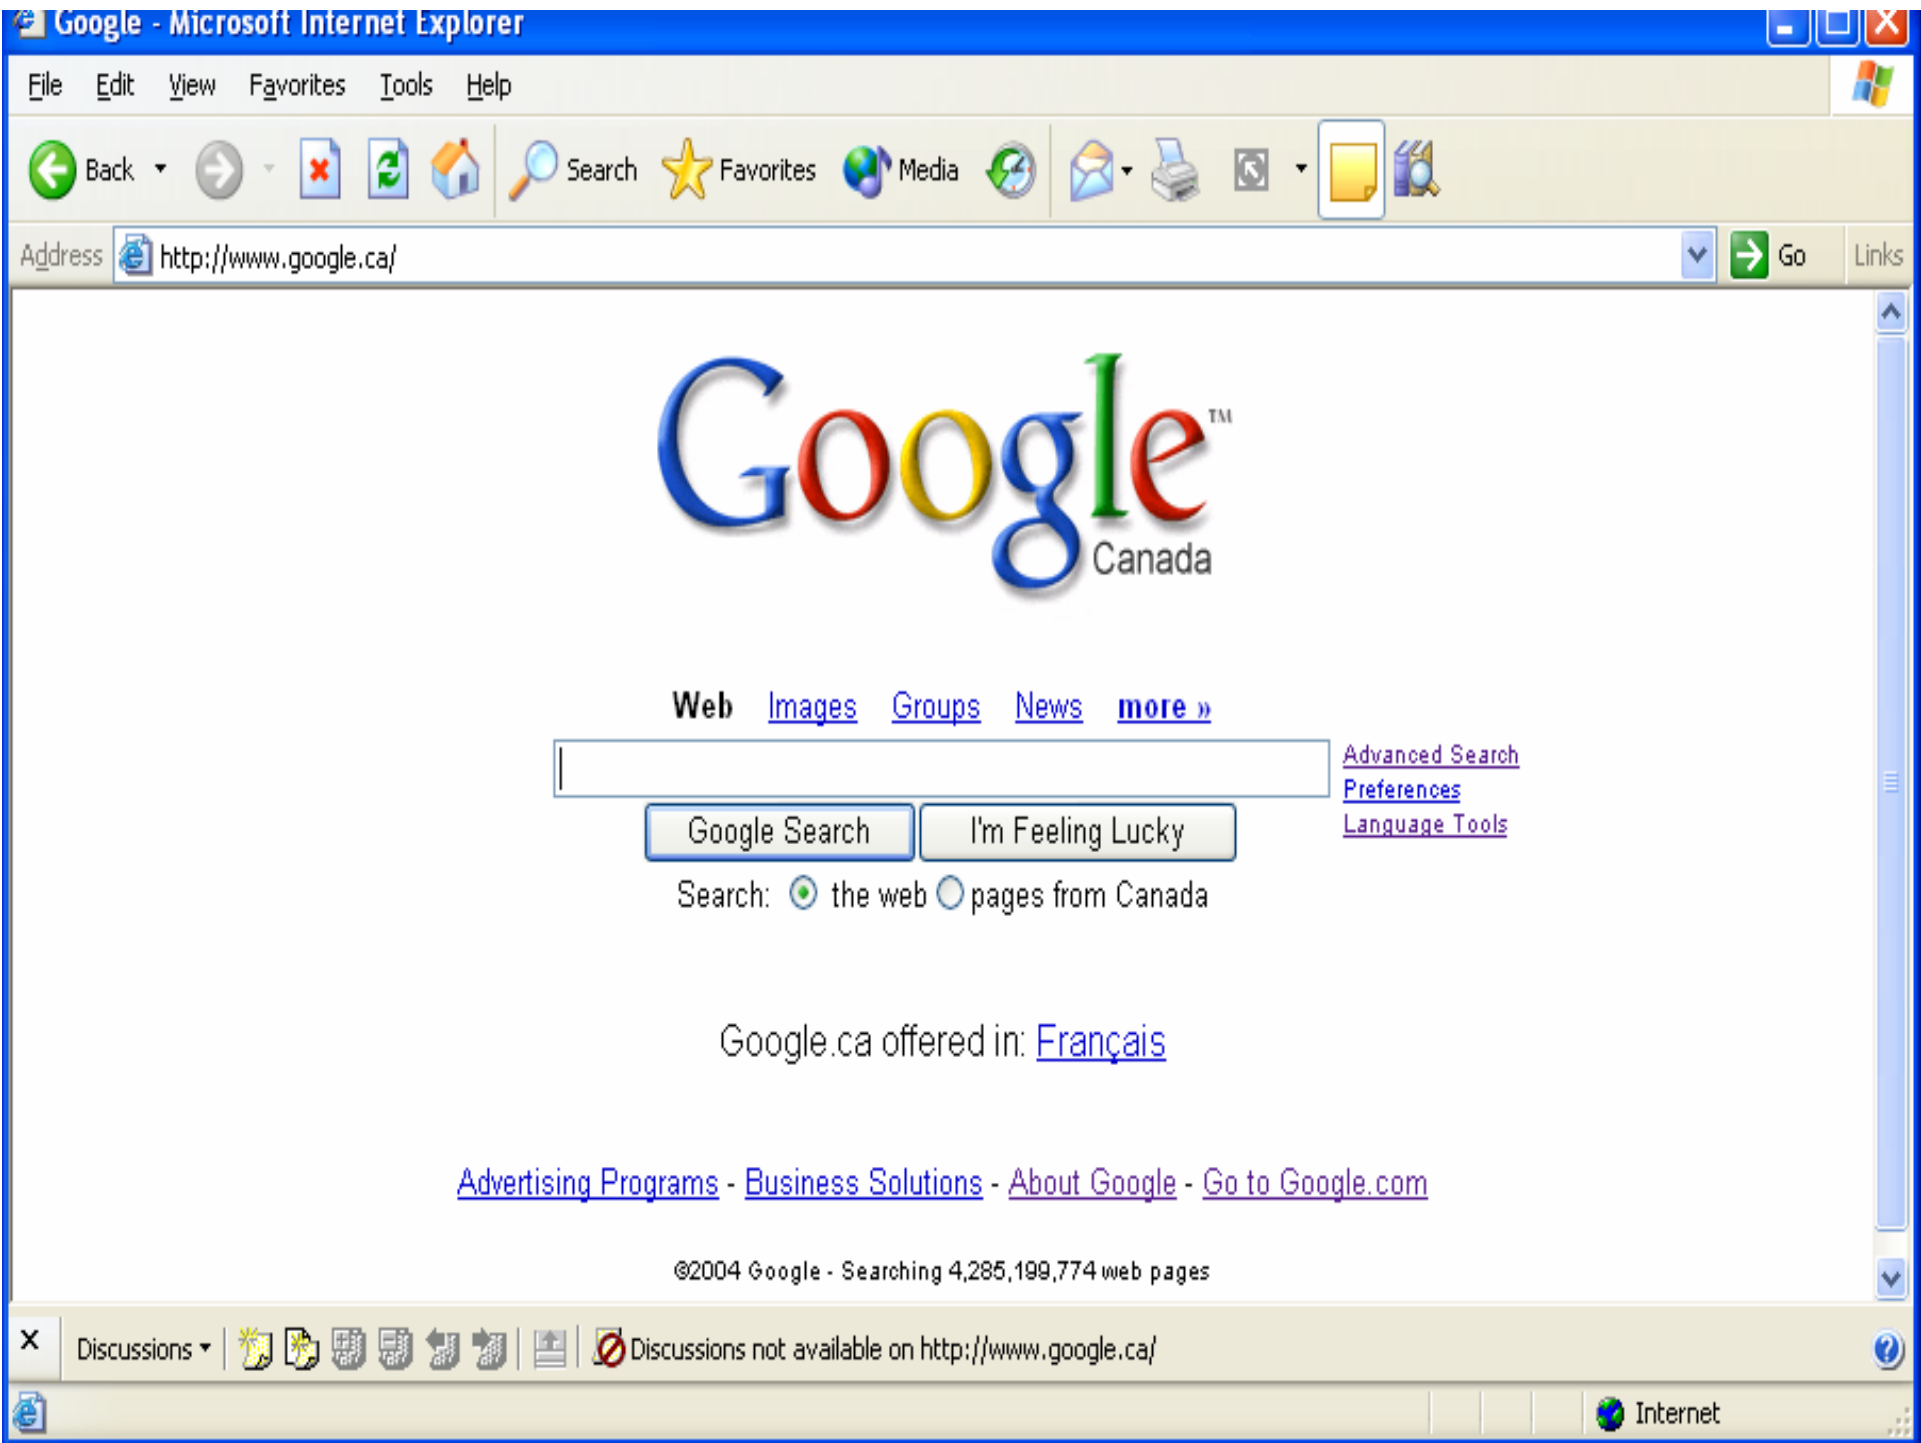 Google - Microsoft Internet Explorer
File Edit View Favorites Tools Help
Back Search Favorites Media
Address http://www.google.ca/ Go Links
Google™
Canada
Web Images Groups News more »
Advanced Search
Preferences
Language Tools
Google Search I'm Feeling Lucky
Search: the web pages from Canada
Google.ca offered in: Français
Advertising Programs - Business Solutions - About Google - Go to Google.com
©2004 Google - Searching 4,285,199,774 web pages
X Discussions Discussions not available on http://www.google.ca/
Internet